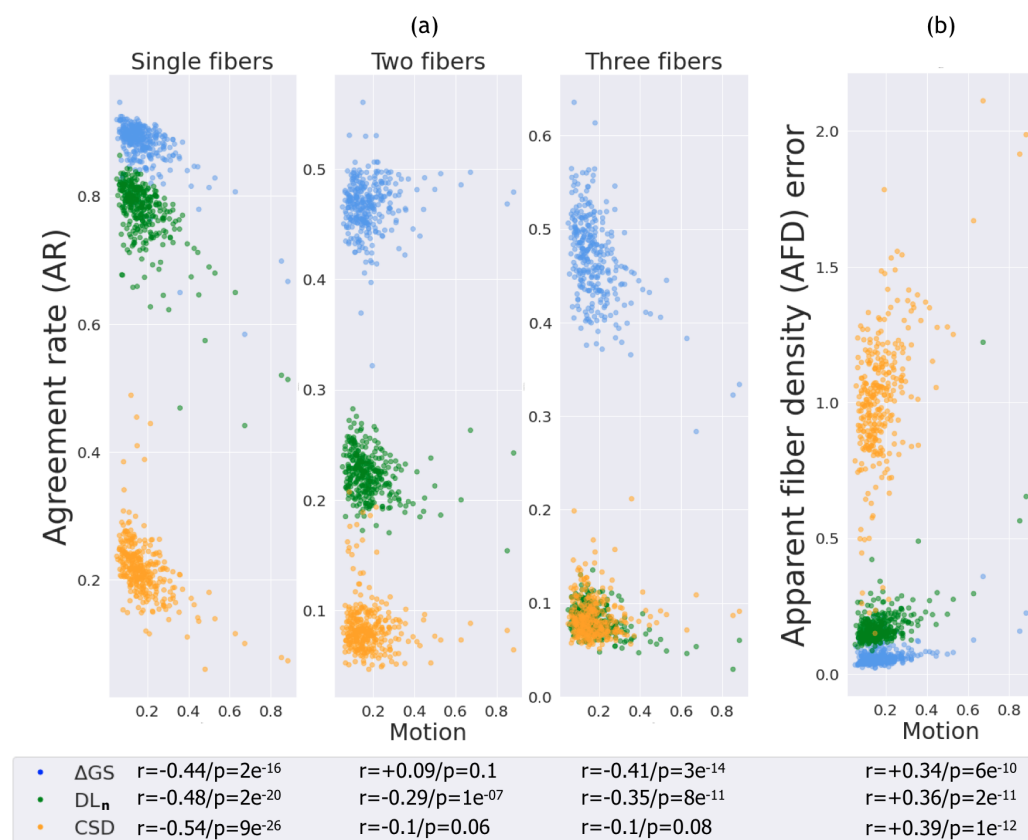 (a)
(b)
Single fibers
Two fibers
Three fibers
Agreement rate (AR)
0.8
0.6
0.4
0.2
0.5
0.4
0.3
0.2
0.1
0.6
0.5
0.4
0.3
0.2
0.1
0.0
Apparent fiber density (AFD) error
2.0
1.5
1.0
0.5
0.0
0.2 0.4 0.6 0.8
0.2 0.4 0.6 0.8
0.2 0.4 0.6 0.8
0.2 0.4 0.6 0.8
Motion
Motion
ΔGS r=-0.44/p=2e-16 r=+0.09/p=0.1 r=-0.41/p=3e-14 r=+0.34/p=6e-10
DLn r=-0.48/p=2e-20 r=-0.29/p=1e-07 r=-0.35/p=8e-11 r=+0.36/p=2e-11
CSD r=-0.54/p=9e-26 r=-0.1/p=0.06 r=-0.1/p=0.08 r=+0.39/p=1e-12